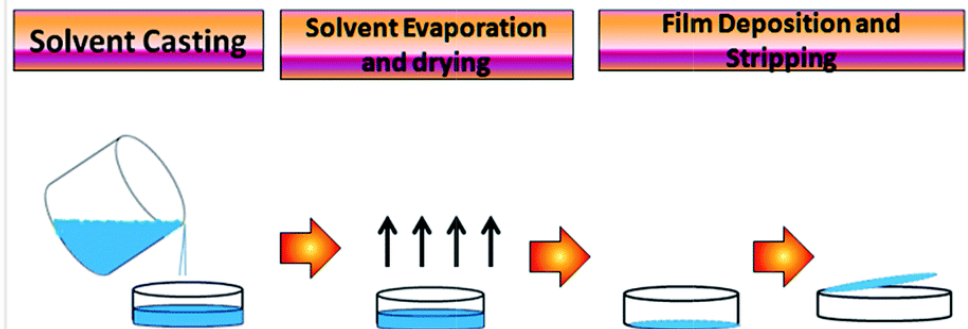 Solvent Casting
Solvent Evaporation
and drying
Film Deposition and
Stripping